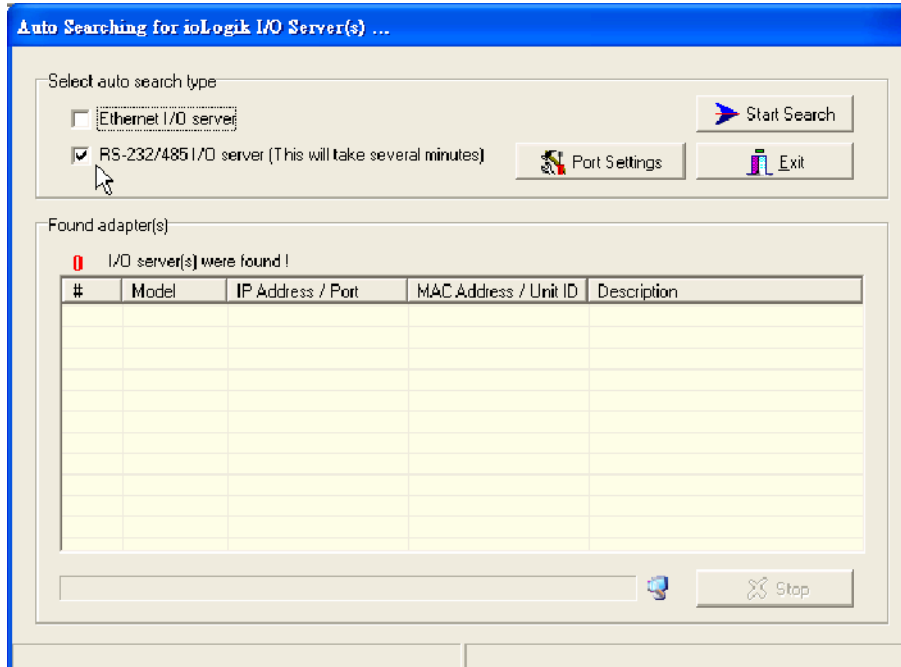 Auto Searching for ioLogik I/O Server(s) ...
Select auto search type
Ethernet I/O server
Start Search
RS-232/485 I/O server (This will take several minutes)
Port Settings
Exit
Found adapter(s)
0 I/O server(s) were found !
# Model IP Address / Port MAC Address / Unit ID Description
Stop